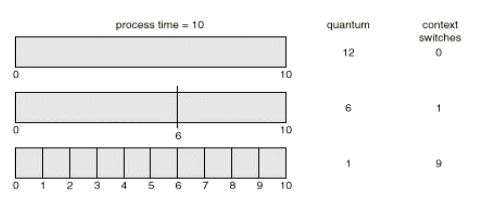 process time = 10 quantum context
switches
12 0
0 10
6 1
0 6 10
1 9
0 1 2 3 4 5 6 7 8 9 10